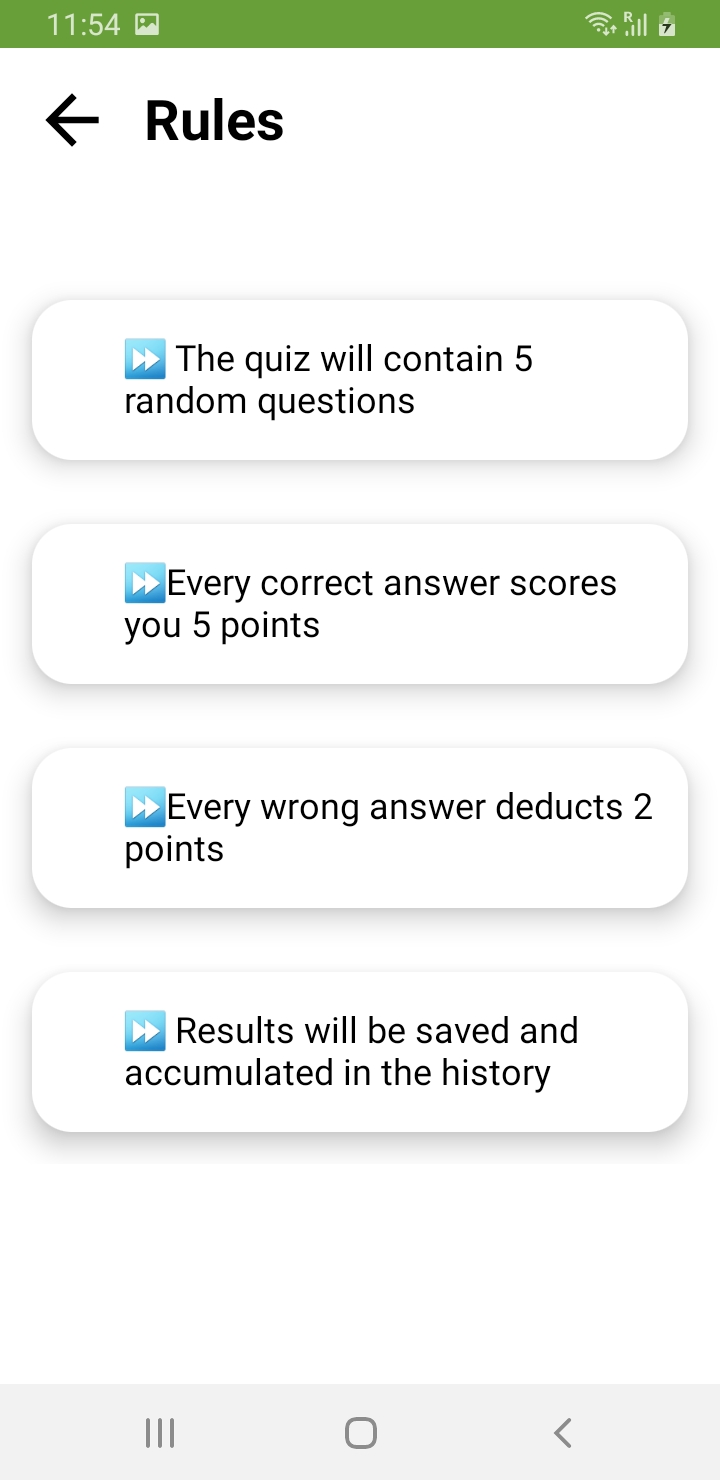 11:54
R
Rules
⏩ The quiz will contain 5
random questions
⏩Every correct answer scores
you 5 points
⏩Every wrong answer deducts 2
points
⏩ Results will be saved and
accumulated in the history